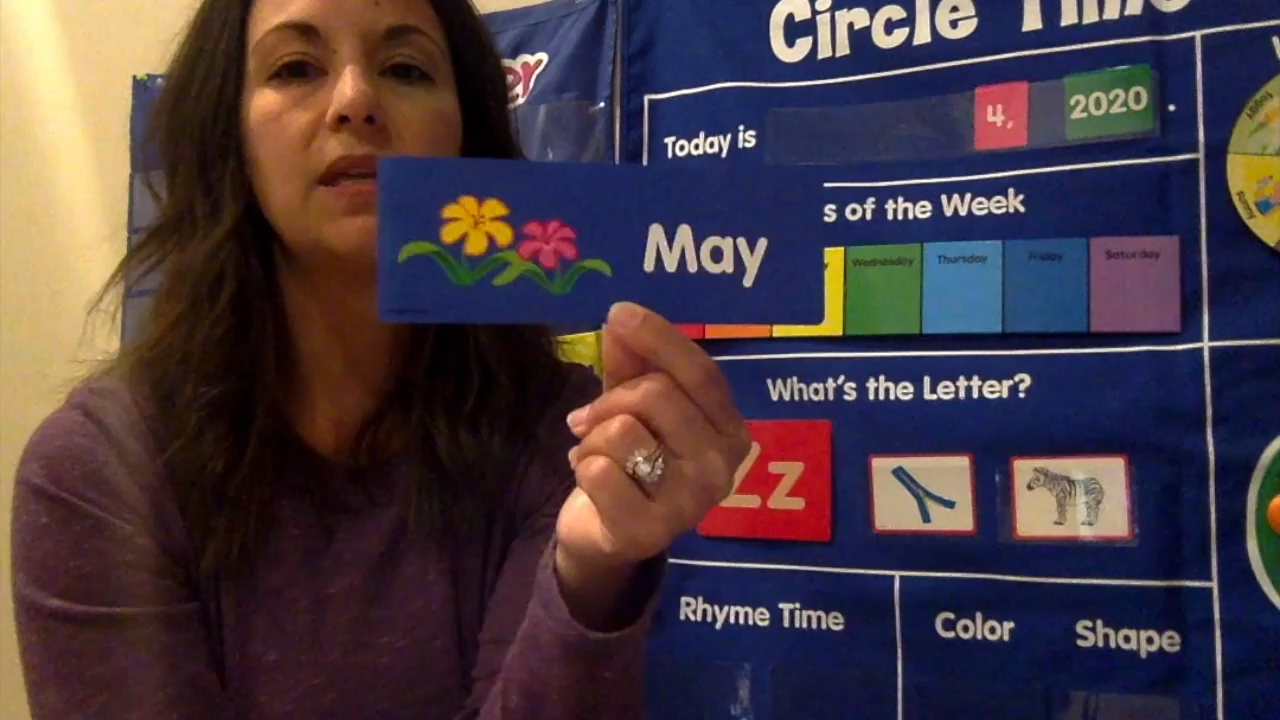 Circle Time
Today is 4, 2020.
s of the Week
Wednesday Thursday Friday Saturday
May
What's the Letter?
Zz
Rhyme Time
Color Shape